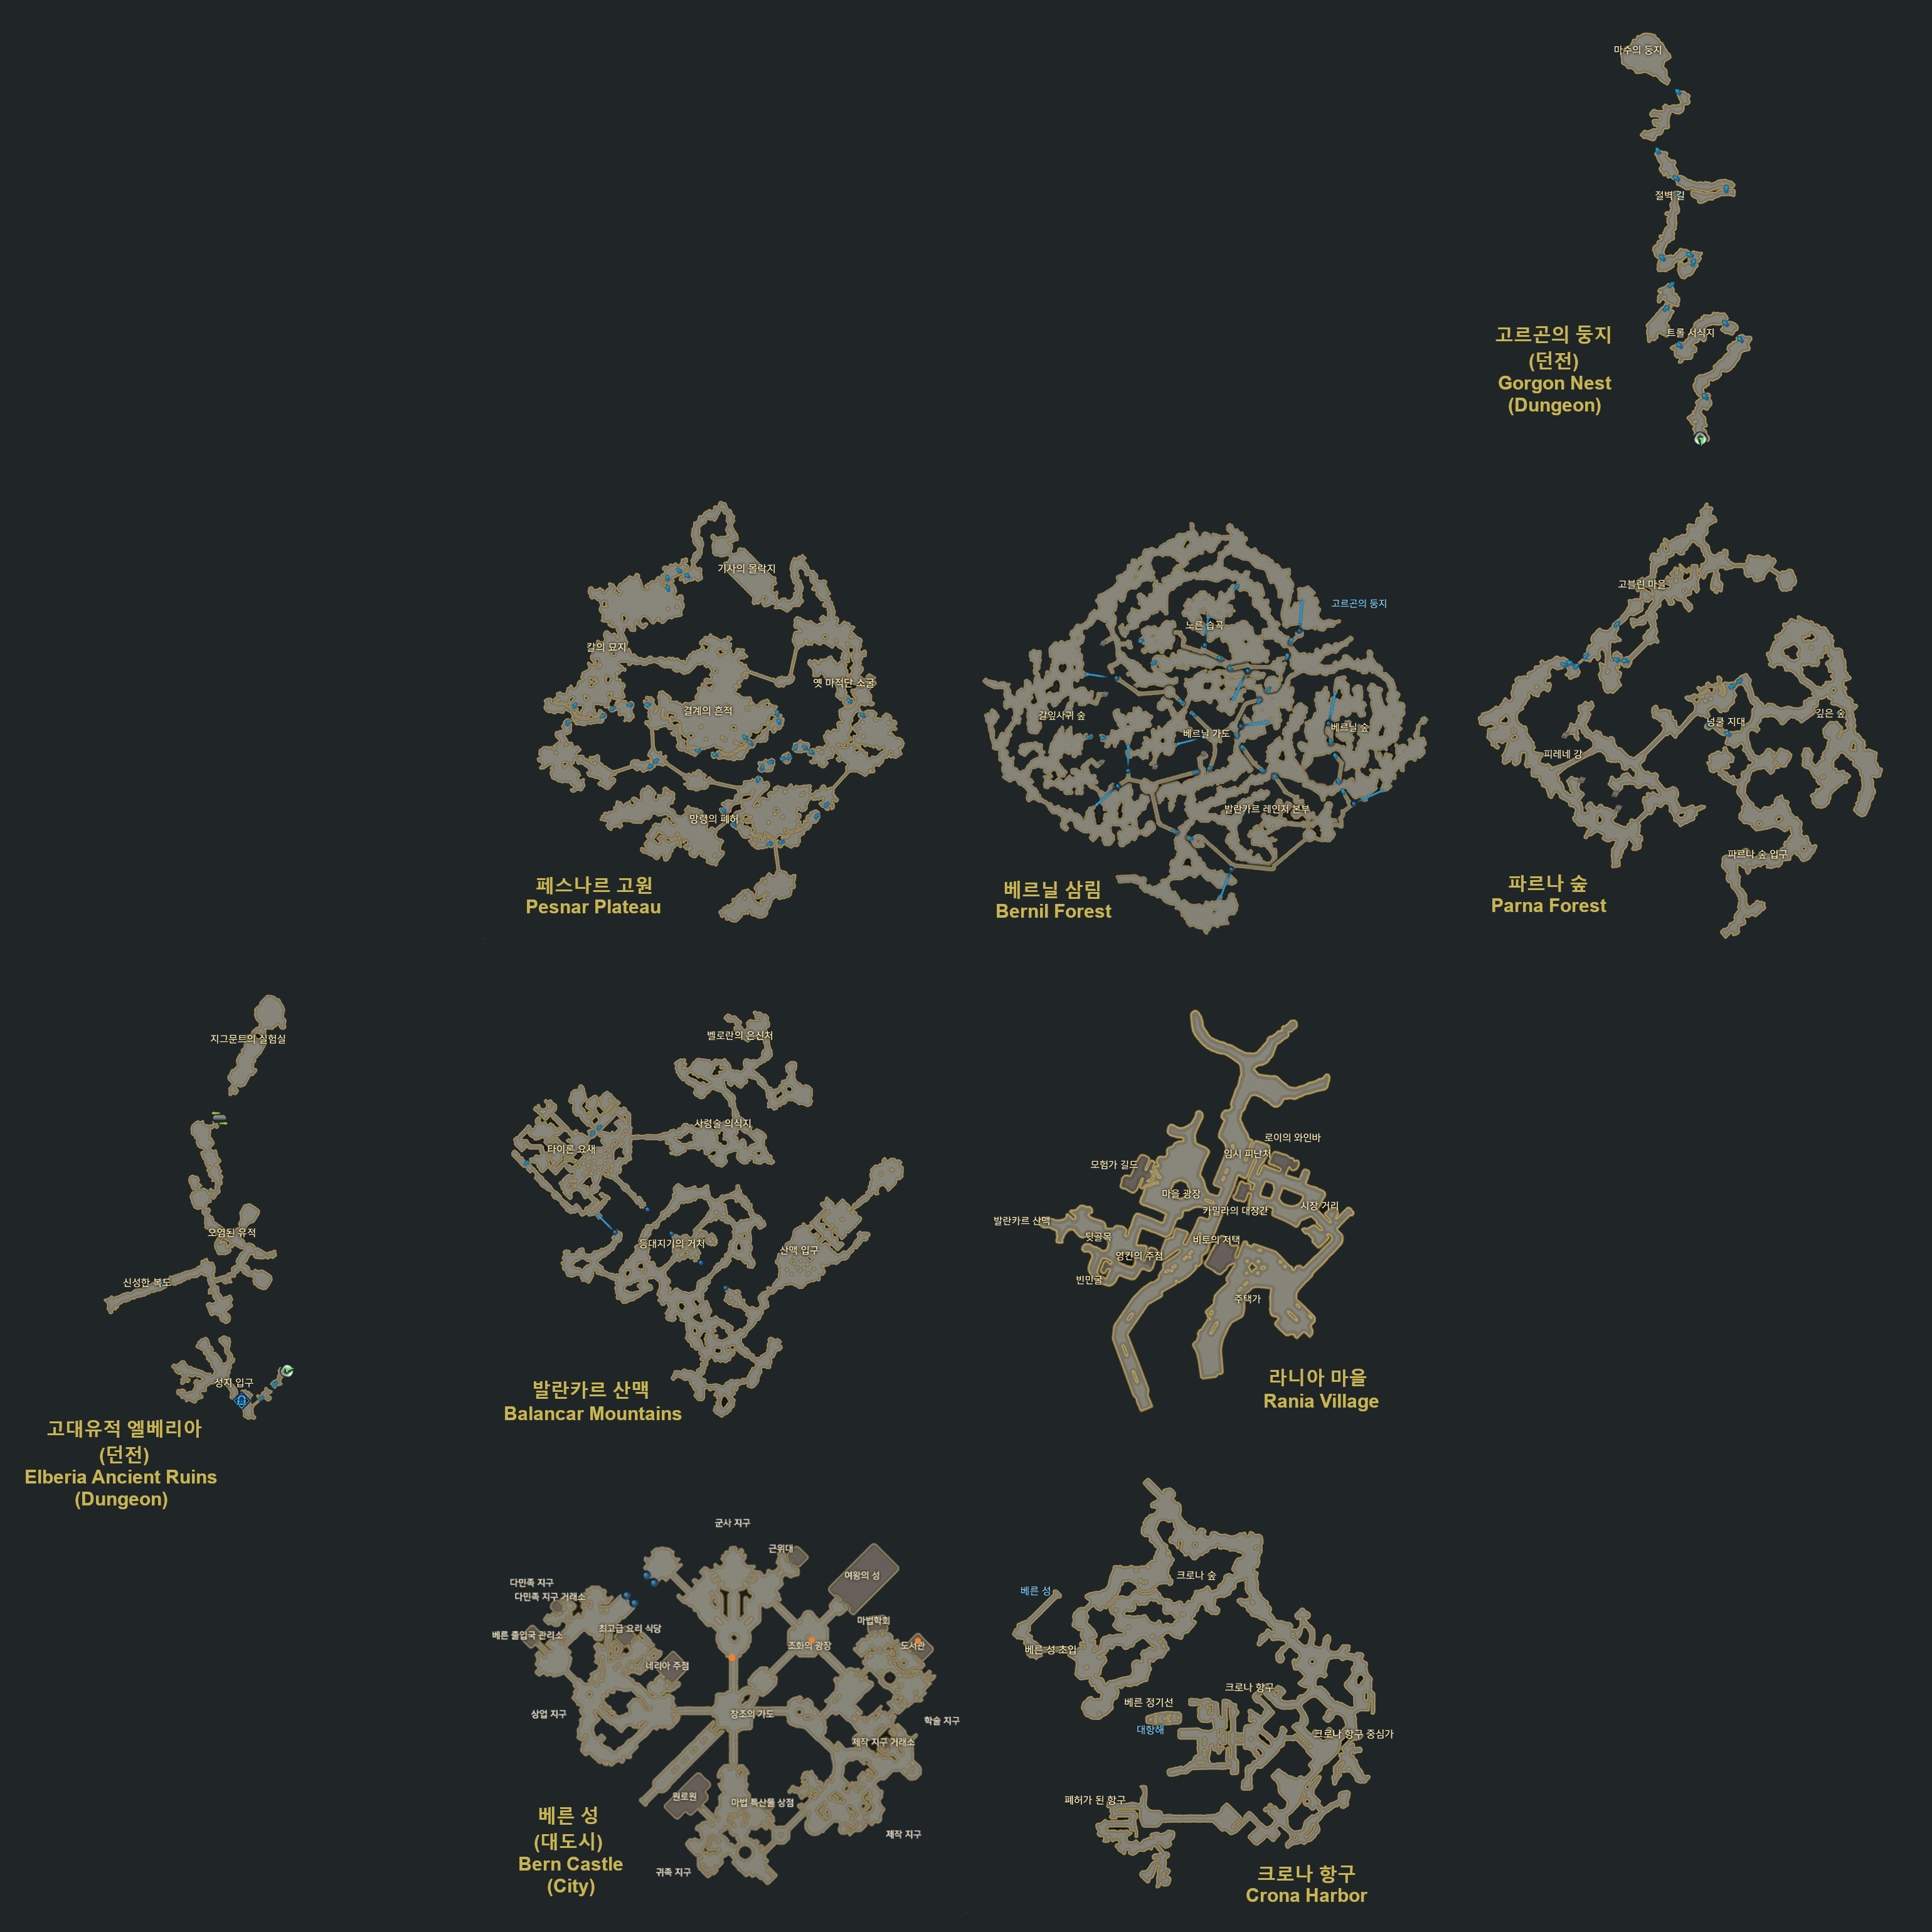 마수의 둥지
절벽 길
트롤 서식지
고르곤의 둥지
(던전)
Gorgon Nest
(Dungeon)
기사의 몰락지
칼의 묘지
옛 마적단 소굴
결계의 흔적
망령의 폐허
페스나르 고원
Pesnar Plateau
고르곤의 둥지
노른 습곡
갈잎사귀 숲
베르닐 가도
베르닐 숲
발란카르 레인저 본부
베르닐 삼림
Bernil Forest
고블린 마을
깊은 숲
넝쿨 지대
피레네 강
파르나 숲 입구
파르나 숲
Parna Forest
지그문트의 실험실
오염된 유적
신성한 복도
성지 입구
고대유적 엘베리아
(던전)
Elberia Ancient Ruins
(Dungeon)
벨로란의 은신처
사령술 의식지
타이론 요새
등대지기의 거처
산맥 입구
발란카르 산맥
Balancar Mountains
로이의 와인바
임시 피난처
모험가 길드
마을 광장
시장 거리
카밀라의 대장간
발란카르 산맥
뒷골목
비토의 저택
영킨의 주점
빈민굴
주택가
라니아 마을
Rania Village
군사 지구
근위대
여왕의 성
다민족 지구
다민족 지구 거래소
마법학회
최고급 요리 식당
베른 출입국 관리소
조화의 광장
도서관
네리아 주점
상업 지구
창조의 가도
학술 지구
제작 지구 거래소
원로원
마법 특산물 상점
제작 지구
귀족 지구
베른 성
(대도시)
Bern Castle
(City)
크로나 숲
베른 성
베른 성 초입
크로나 항구
베른 정기선
대항해
크로나 항구 중심가
폐허가 된 항구
크로나 항구
Crona Harbor